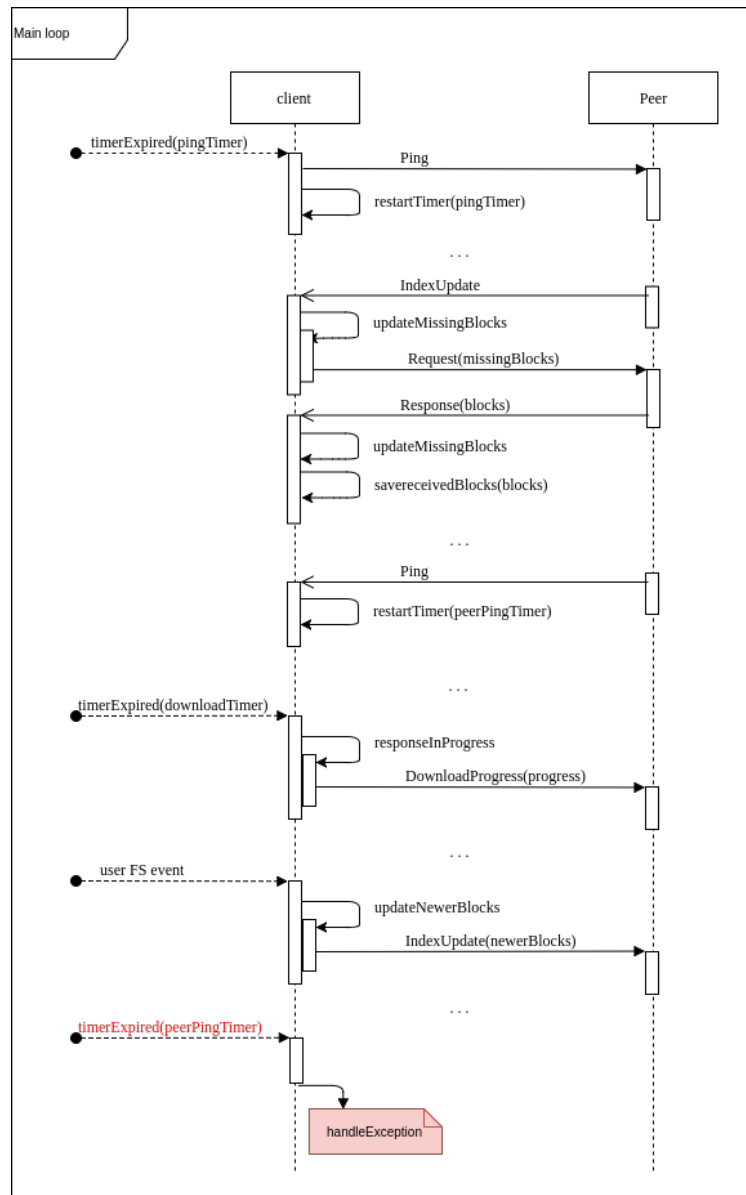 Main loop
client
Peer
timerExpired(pingTimer)
Ping
restartTimer(pingTimer)
. . .
IndexUpdate
updateMissingBlocks
Request(missingBlocks)
Response(blocks)
updateMissingBlocks
savereceivedBlocks(blocks)
. . .
Ping
restartTimer(peerPingTimer)
. . .
timerExpired(downloadTimer)
responseInProgress
DownloadProgress(progress)
. . .
user FS event
updateNewerBlocks
IndexUpdate(newerBlocks)
. . .
timerExpired(peerPingTimer)
handleException